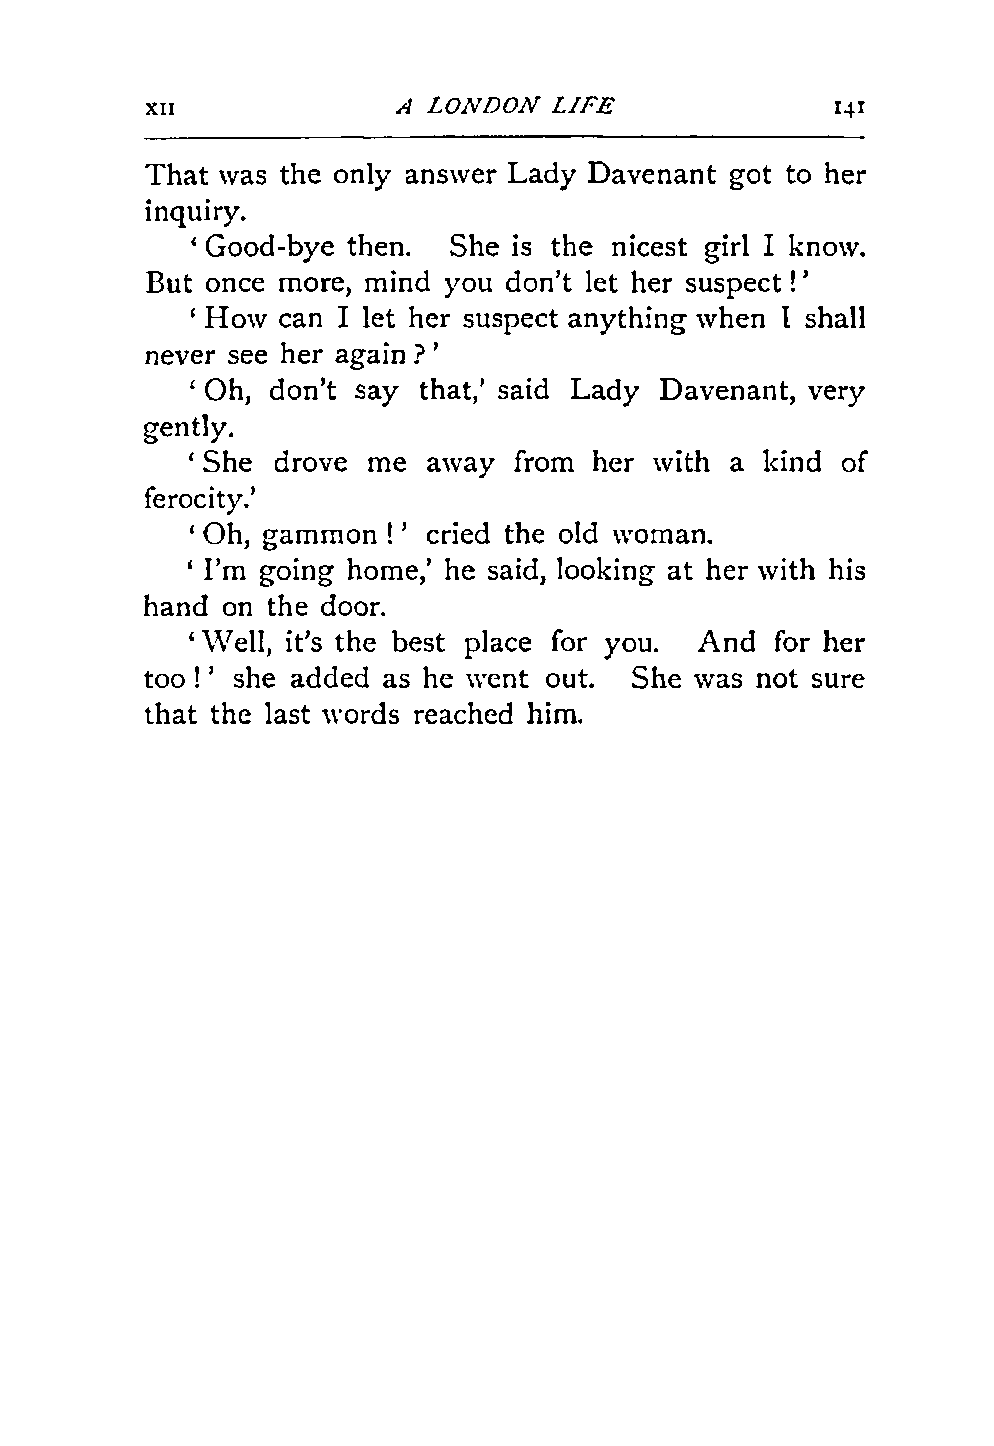 XII A LONDON LIFE 141
That was the only answer Lady Davenant got to her
inquiry.
‘Good-bye then. She is the nicest girl I know.
But once more, mind you don’t let her suspect!’
‘How can I let her suspect anything when I shall
never see her again?’
‘Oh, don’t say that,’ said Lady Davenant, very
gently.
‘She drove me away from her with a kind of
ferocity.’
‘Oh, gammon!’ cried the old woman.
‘I’m going home,’ he said, looking at her with his
hand on the door.
‘Well, it’s the best place for you. And for her
too!’ she added as he went out. She was not sure
that the last words reached him.